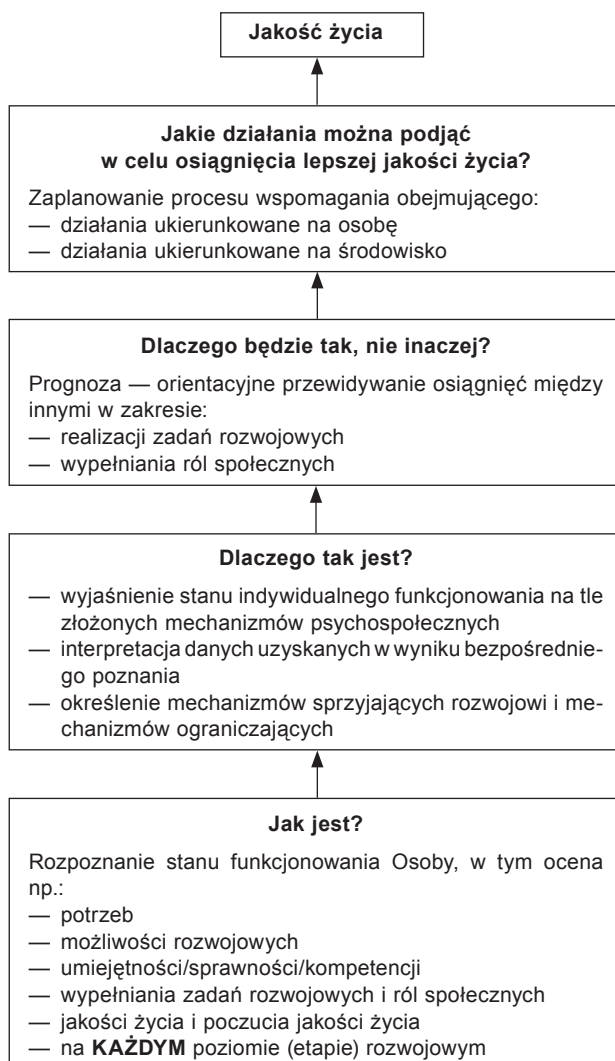 Jakość życia
Jakie działania można podjąć
w celu osiągnięcia lepszej jakości życia?
Zaplanowanie procesu wspomagania obejmującego:
— działania ukierunkowane na osobę
— działania ukierunkowane na środowisko
Dlaczego będzie tak, nie inaczej?
Prognoza — orientacyjne przewidywanie osiągnięć między
innymi w zakresie:
— realizacji zadań rozwojowych
— wypełniania ról społecznych
Dlaczego tak jest?
— wyjaśnienie stanu indywidualnego funkcjonowania na tle
złożonych mechanizmów psychospołecznych
— interpretacja danych uzyskanych w wyniku bezpośrednie-
go poznania
— określenie mechanizmów sprzyjających rozwojowi i me-
chanizmów ograniczających
Jak jest?
Rozpoznanie stanu funkcjonowania Osoby, w tym ocena
np.:
— potrzeb
— możliwości rozwojowych
— umiejętności/sprawności/kompetencji
— wypełniania zadań rozwojowych i ról społecznych
— jakości życia i poczucia jakości życia
— na KAŻDYM poziomie (etapie) rozwojowym